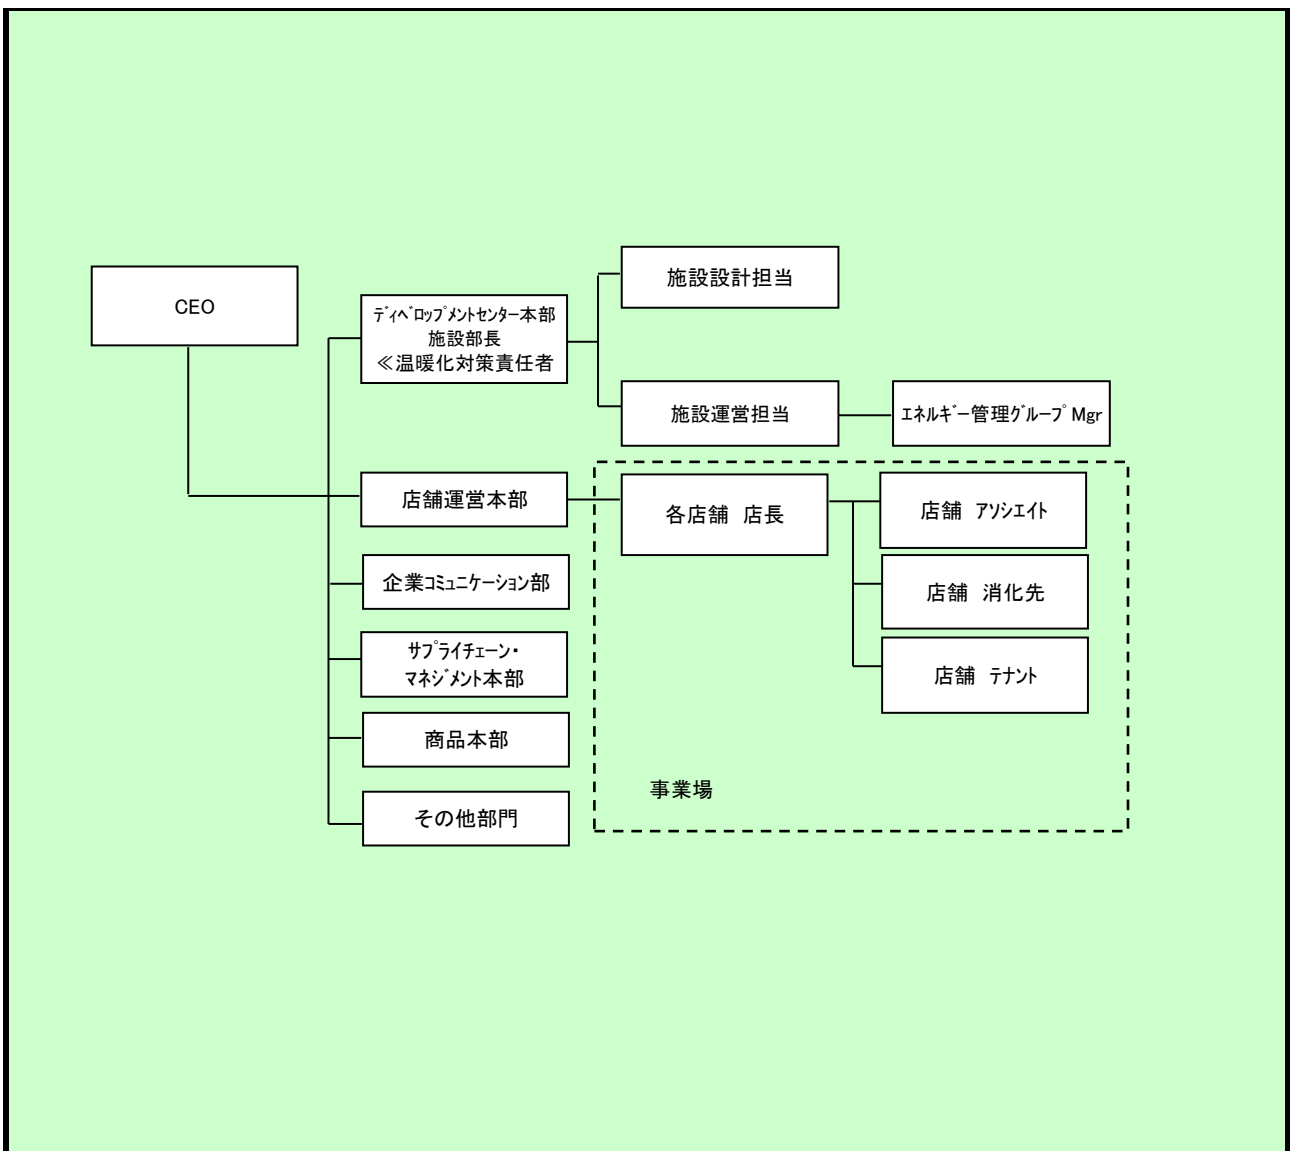 CEO
ﾃﾞｨﾍﾞﾛｯﾌﾟﾒﾝﾄｾﾝﾀｰ本部
施設部長
≪温暖化対策責任者
施設設計担当
施設運営担当
ｴﾈﾙｷﾞｰ管理ｸﾞﾙｰﾌﾟ Mgr
店舗運営本部
各店舗　店長
店舗　ｱｿｼｴｲﾄ
店舗　消化先
店舗　ﾃﾅﾝﾄ
事業場
企業ｺﾐｭﾆｹｰｼｮﾝ部
ｻﾌﾟﾗｲﾁｪｰﾝ・
ﾏﾈｼﾞﾒﾝﾄ本部
商品本部
その他部門